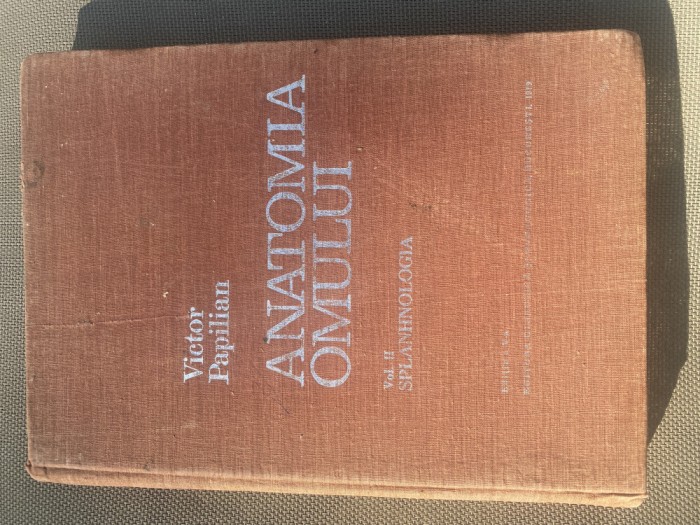 Victor
Papilian
ANATOMIA
OMULUI
Vol. II
SPLANHNOLOGIA